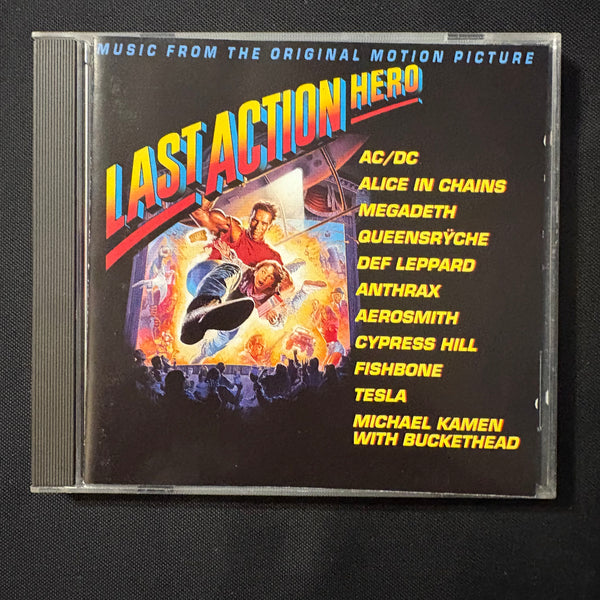 MUSIC FROM THE ORIGINAL MOTION PICTURE
LAST ACTION HERO
AC/DC
ALICE IN CHAINS
MEGADETH
QUEENSRŸCHE
DEF LEPPARD
ANTHRAX
AEROSMITH
CYPRESS HILL
FISHBONE
TESLA
MICHAEL KAMEN
WITH BUCKETHEAD